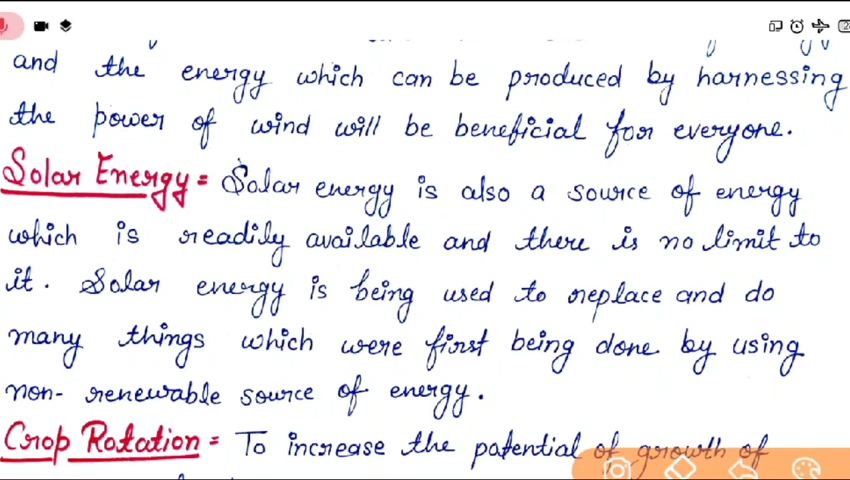 and the energy which can be produced by harnessing
the power of wind will be beneficial for everyone.
Solar Energy = Solar energy is also a source of energy
which is readily available and there is no limit to
it. Solar energy is being used to replace and do
many things which were first being done by using
non-renewable source of energy.
Crop Rotation = To increase the potential of growth of